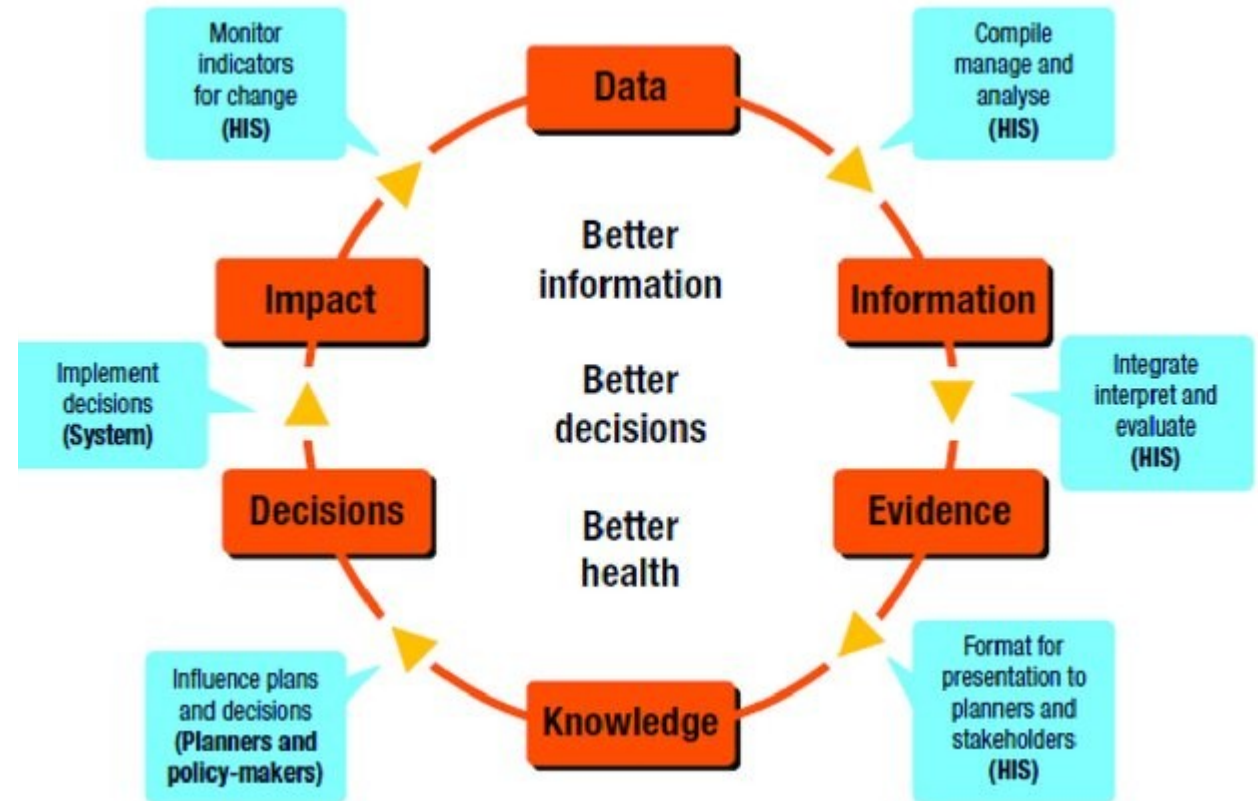 Monitor
indicators
for change
(HIS)
Data
Compile
manage and
analyse
(HIS)
Better
information
Impact
Information
Implement
decisions
(System)
Better
decisions
Integrate
interpret and
evaluate
(HIS)
Decisions
Evidence
Better
health
Influence plans
and decisions
(Planners and
policy-makers)
Knowledge
Format for
presentation to
planners and
stakeholders
(HIS)